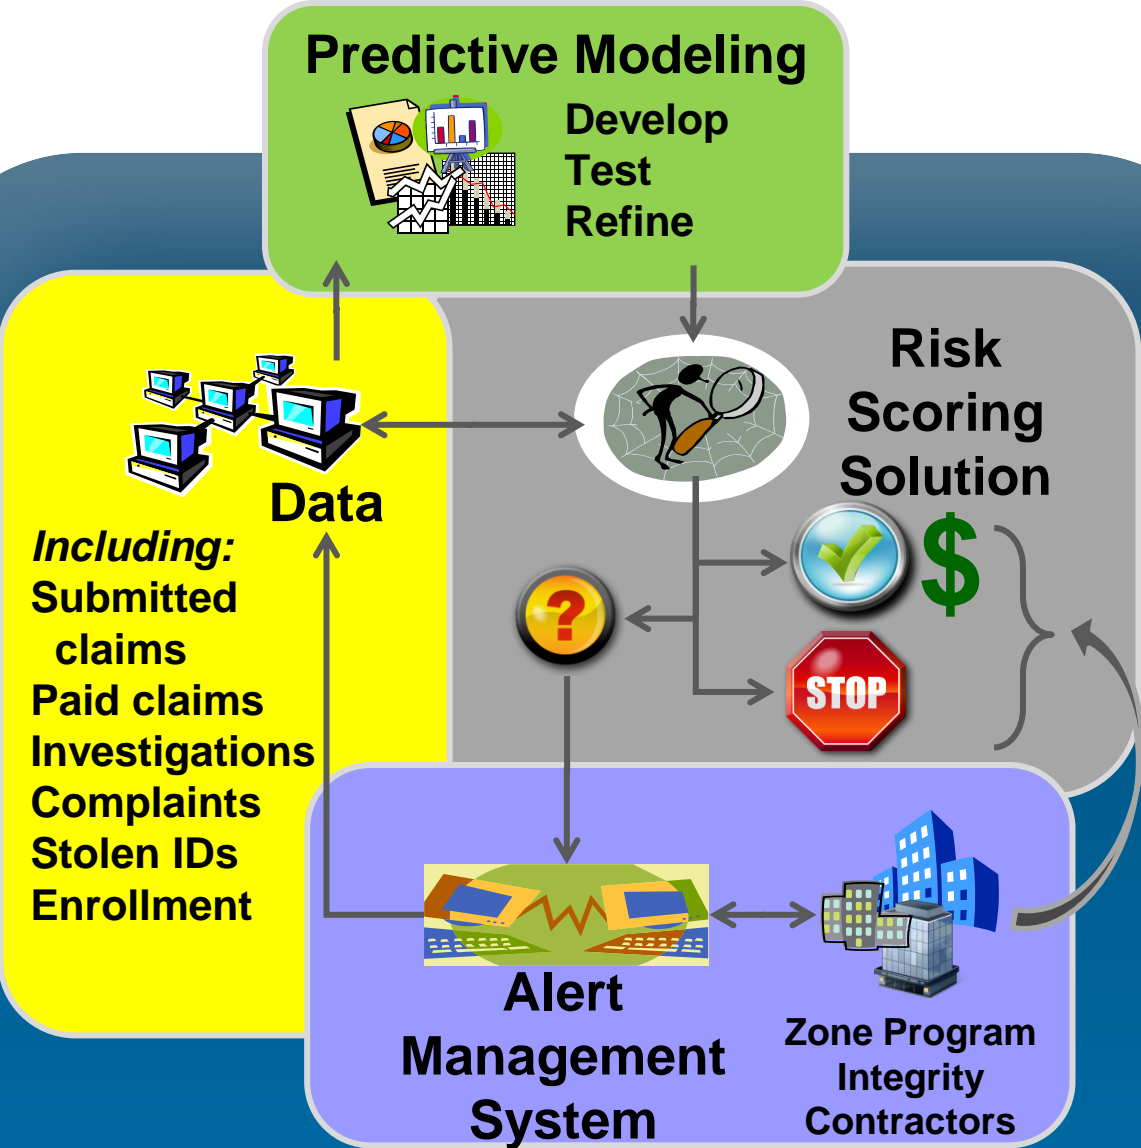 Predictive Modeling
Develop
Test
Refine
Risk
Scoring
Solution
Data
Including:
Submitted
claims
Paid claims
Investigations
Complaints
Stolen IDs
Enrollment
?
$
STOP
Alert
Management
System
Zone Program
Integrity
Contractors